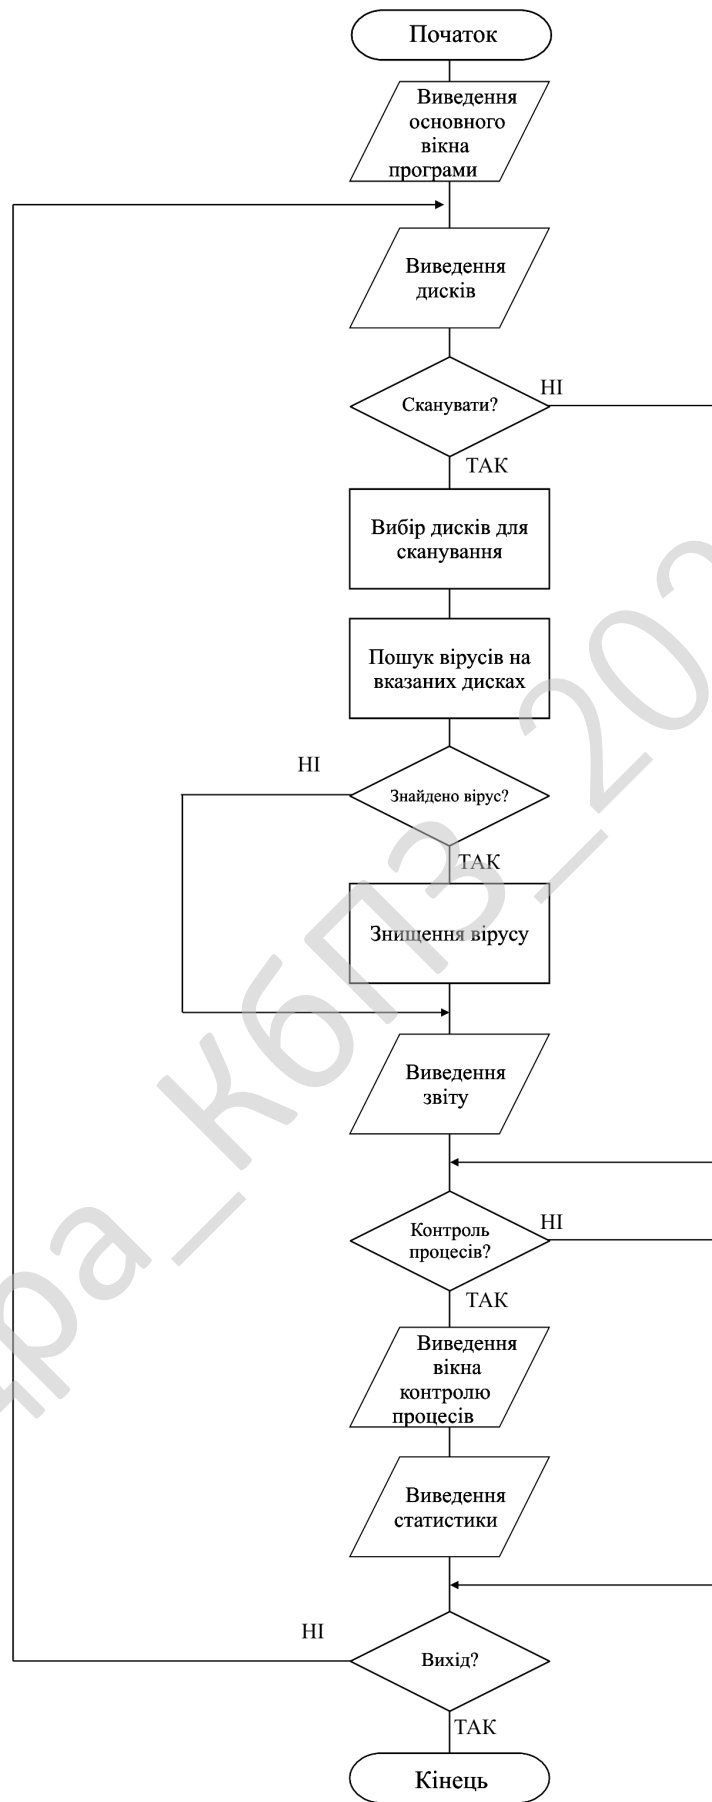 Початок
Виведення
основного
вікна
програми
Виведення
дисків
Сканувати?
НІ
ТАК
Вибір дисків для
сканування
Пошук вірусів на
вказаних дисках
НІ
Знайдено вірус?
ТАК
Знищення вірусу
Виведення
звіту
Контроль
процесів?
НІ
ТАК
Виведення
вікна
контролю
процесів
Виведення
статистики
НІ
Вихід?
ТАК
Кінець